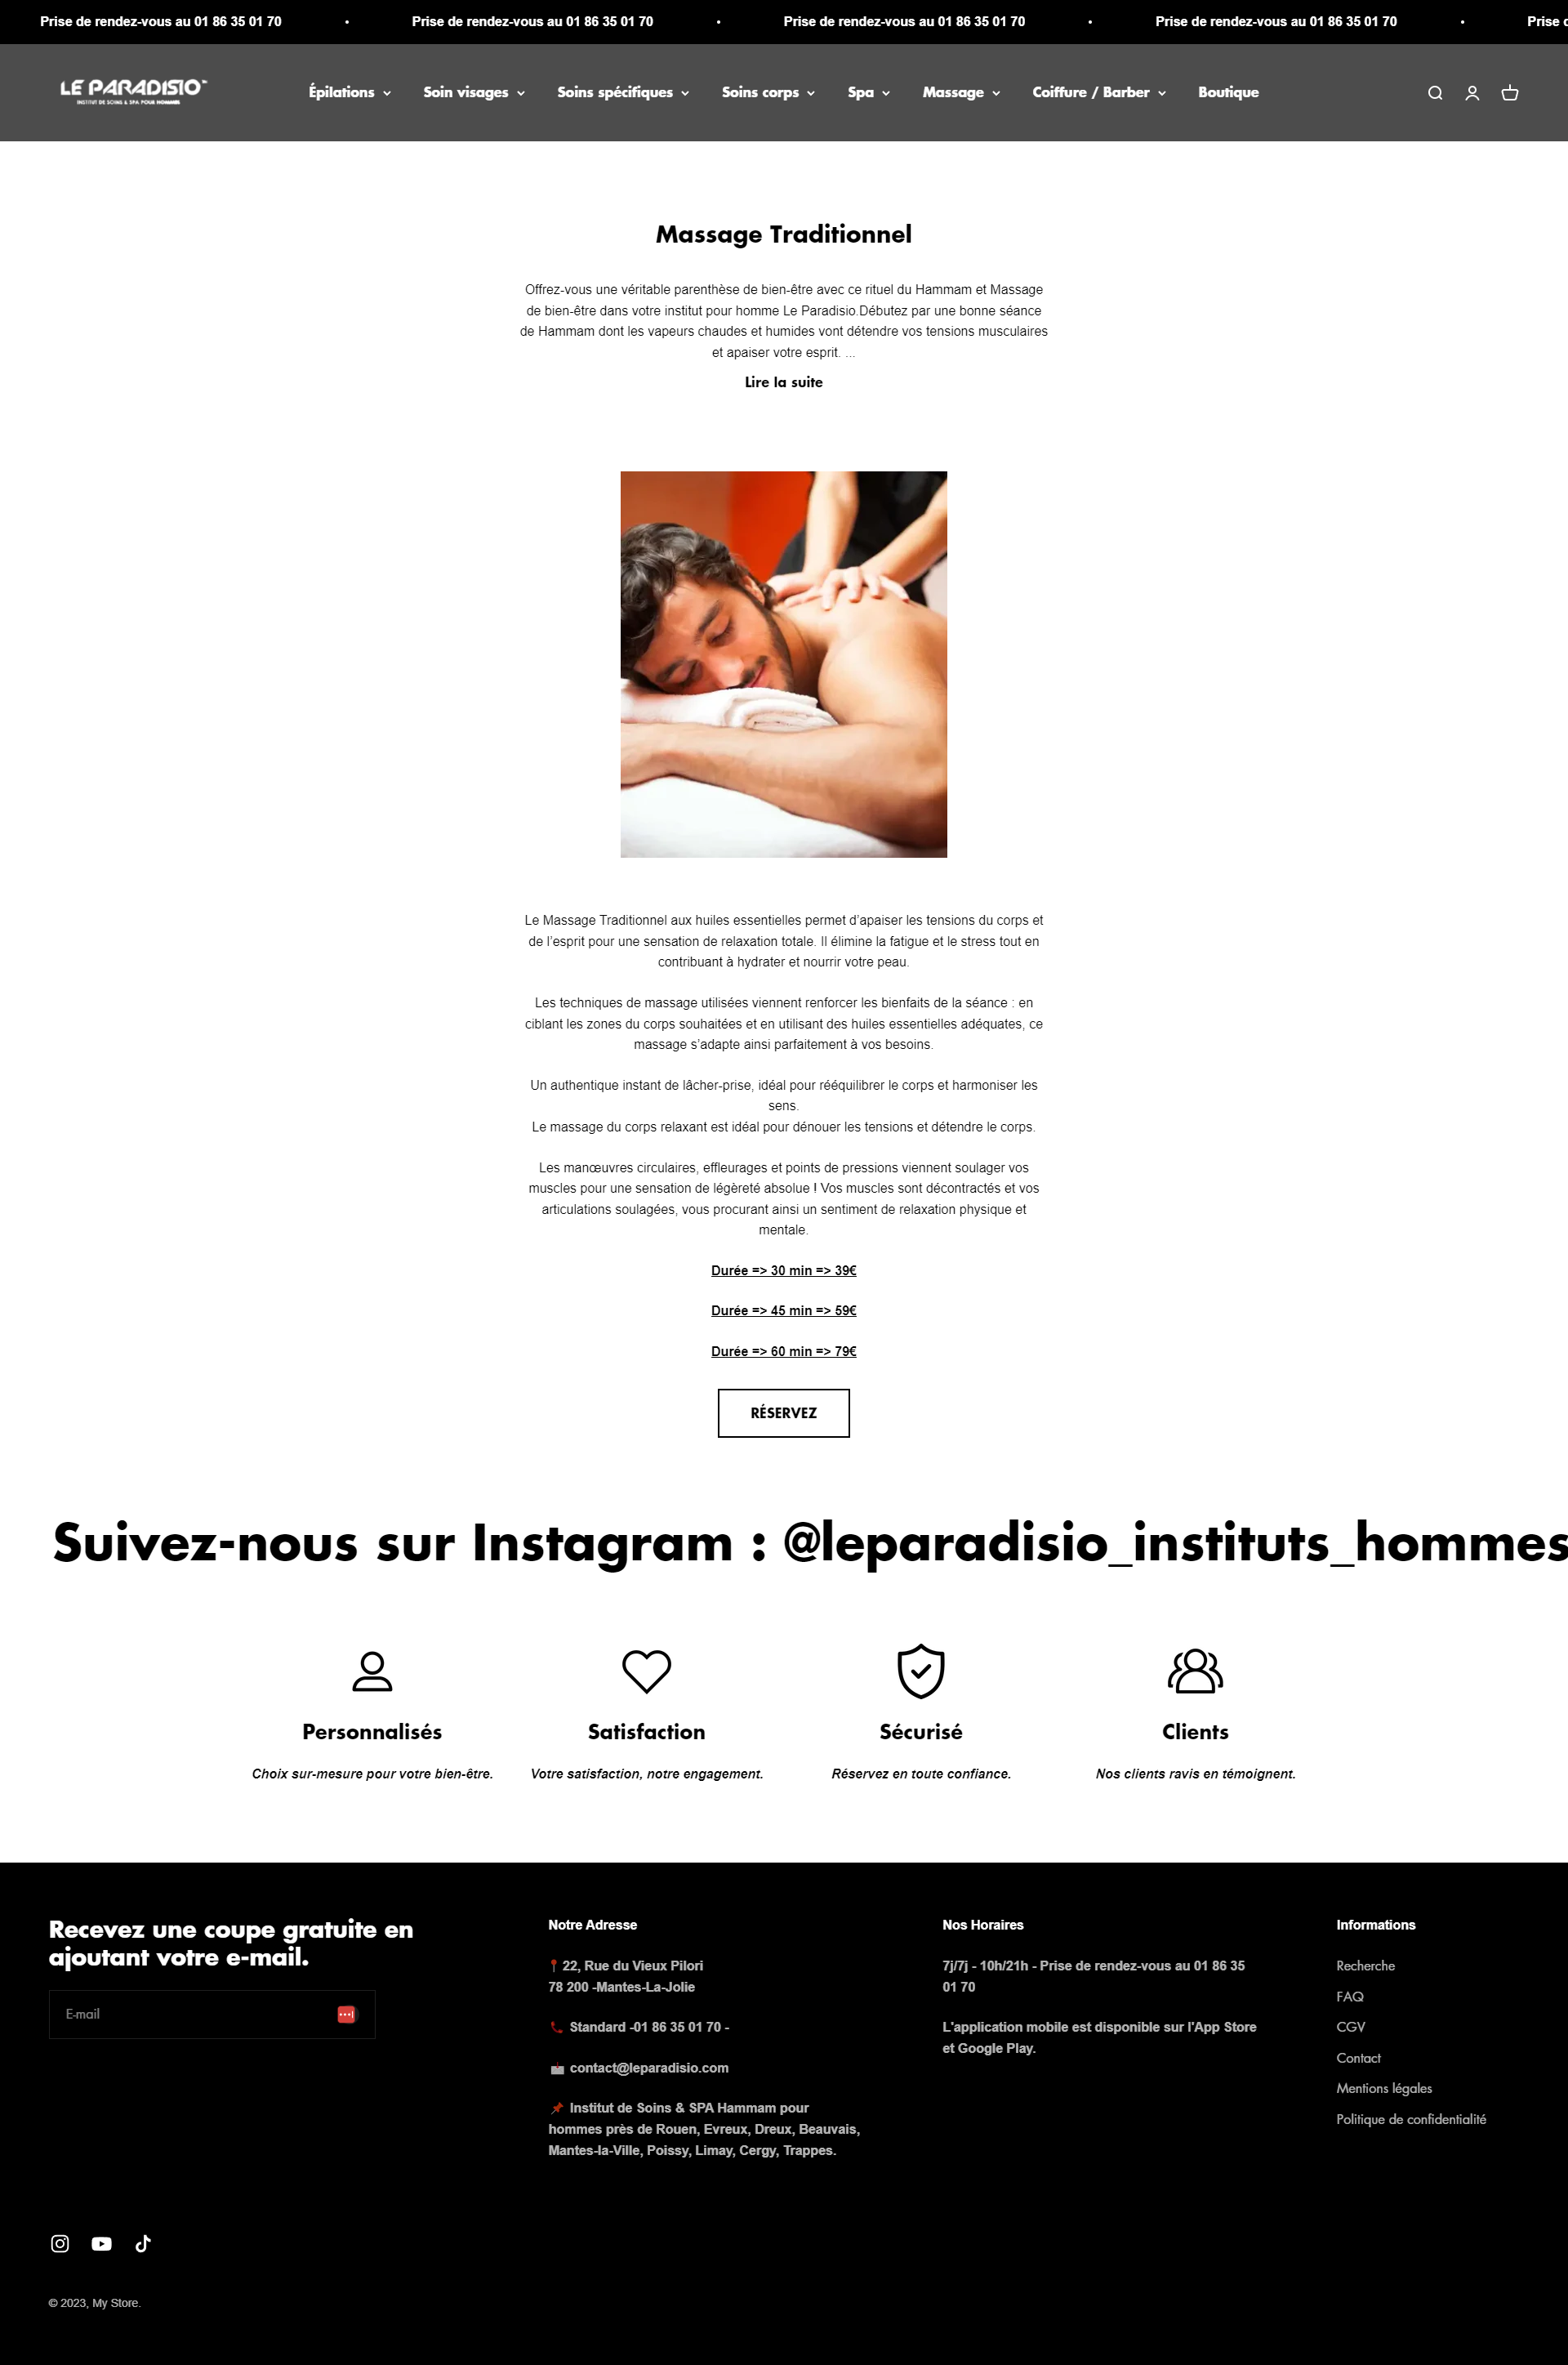 Prise de rendez-vous au 01 86 35 01 70 • Prise de rendez-vous au 01 86 35 01 70 • Prise de rendez-vous au 01 86 35 01 70 • Prise de rendez-vous au 01 86 35 01 70 • Prise
LE PARADISIO™
INSTITUT DE SOINS & SPA POUR HOMMES
Épilations
Soin visages
Soins spécifiques
Soins corps
Spa
Massage
Coiffure / Barber
Boutique
Massage Traditionnel
Offrez-vous une véritable parenthèse de bien-être avec ce rituel du Hammam et Massage
de bien-être dans votre institut pour homme Le Paradisio.Débutez par une bonne séance
de Hammam dont les vapeurs chaudes et humides vont détendre vos tensions musculaires
et apaiser votre esprit. ...
Lire la suite
Le Massage Traditionnel aux huiles essentielles permet d’apaiser les tensions du corps et
de l’esprit pour une sensation de relaxation totale. Il élimine la fatigue et le stress tout en
contribuant à hydrater et nourrir votre peau.
Les techniques de massage utilisées viennent renforcer les bienfaits de la séance : en
ciblant les zones du corps souhaitées et en utilisant des huiles essentielles adéquates, ce
massage s’adapte ainsi parfaitement à vos besoins.
Un authentique instant de lâcher-prise, idéal pour rééquilibrer le corps et harmoniser les
sens.
Le massage du corps relaxant est idéal pour dénouer les tensions et détendre le corps.
Les manœuvres circulaires, effleurages et points de pressions viennent soulager vos
muscles pour une sensation de légèreté absolue ! Vos muscles sont décontractés et vos
articulations soulagées, vous procurant ainsi un sentiment de relaxation physique et
mentale.
Durée => 30 min => 39€
Durée => 45 min => 59€
Durée => 60 min => 79€
RÉSERVEZ
Suivez-nous sur Instagram : @leparadisio_instituts_hommes
Personnalisés
Choix sur-mesure pour votre bien-être.
Satisfaction
Votre satisfaction, notre engagement.
Sécurisé
Réservez en toute confiance.
Clients
Nos clients ravis en témoignent.
Recevez une coupe gratuite en
ajoutant votre e-mail.
E-mail
Notre Adresse
22, Rue du Vieux Pilori
78 200 -Mantes-La-Jolie
Standard -01 86 35 01 70 -
contact@leparadisio.com
Institut de Soins & SPA Hammam pour
hommes près de Rouen, Evreux, Dreux, Beauvais,
Mantes-la-Ville, Poissy, Limay, Cergy, Trappes.
Nos Horaires
7j/7j - 10h/21h - Prise de rendez-vous au 01 86 35
01 70
L'application mobile est disponible sur l'App Store
et Google Play.
Informations
Recherche
FAQ
CGV
Contact
Mentions légales
Politique de confidentialité
© 2023, My Store.